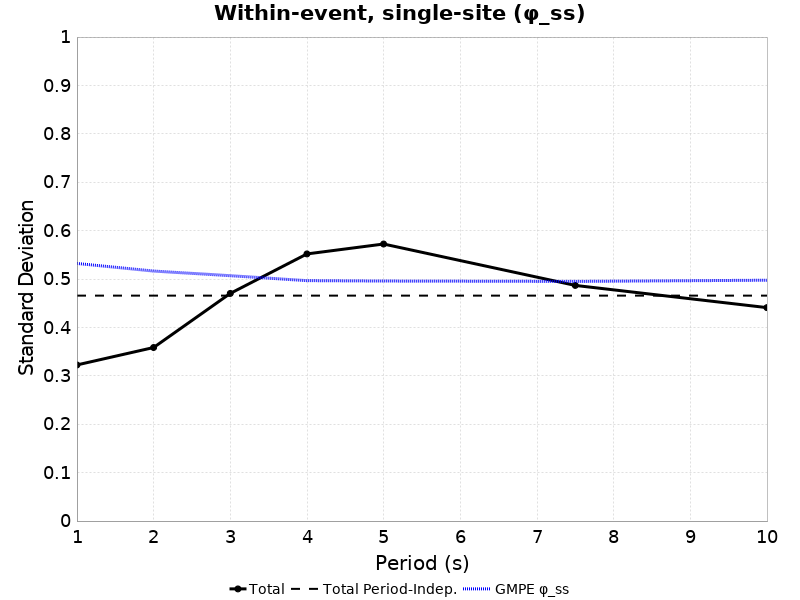 Within-event, single-site (φ_ss)
1
0.9
0.8
0.7
0.6
0.5
0.4
0.3
0.2
0.1
0
Standard Deviation
1 2 3 4 5 6 7 8 9 10
Period (s)
Total Total Period-Indep. GMPE φ_ss